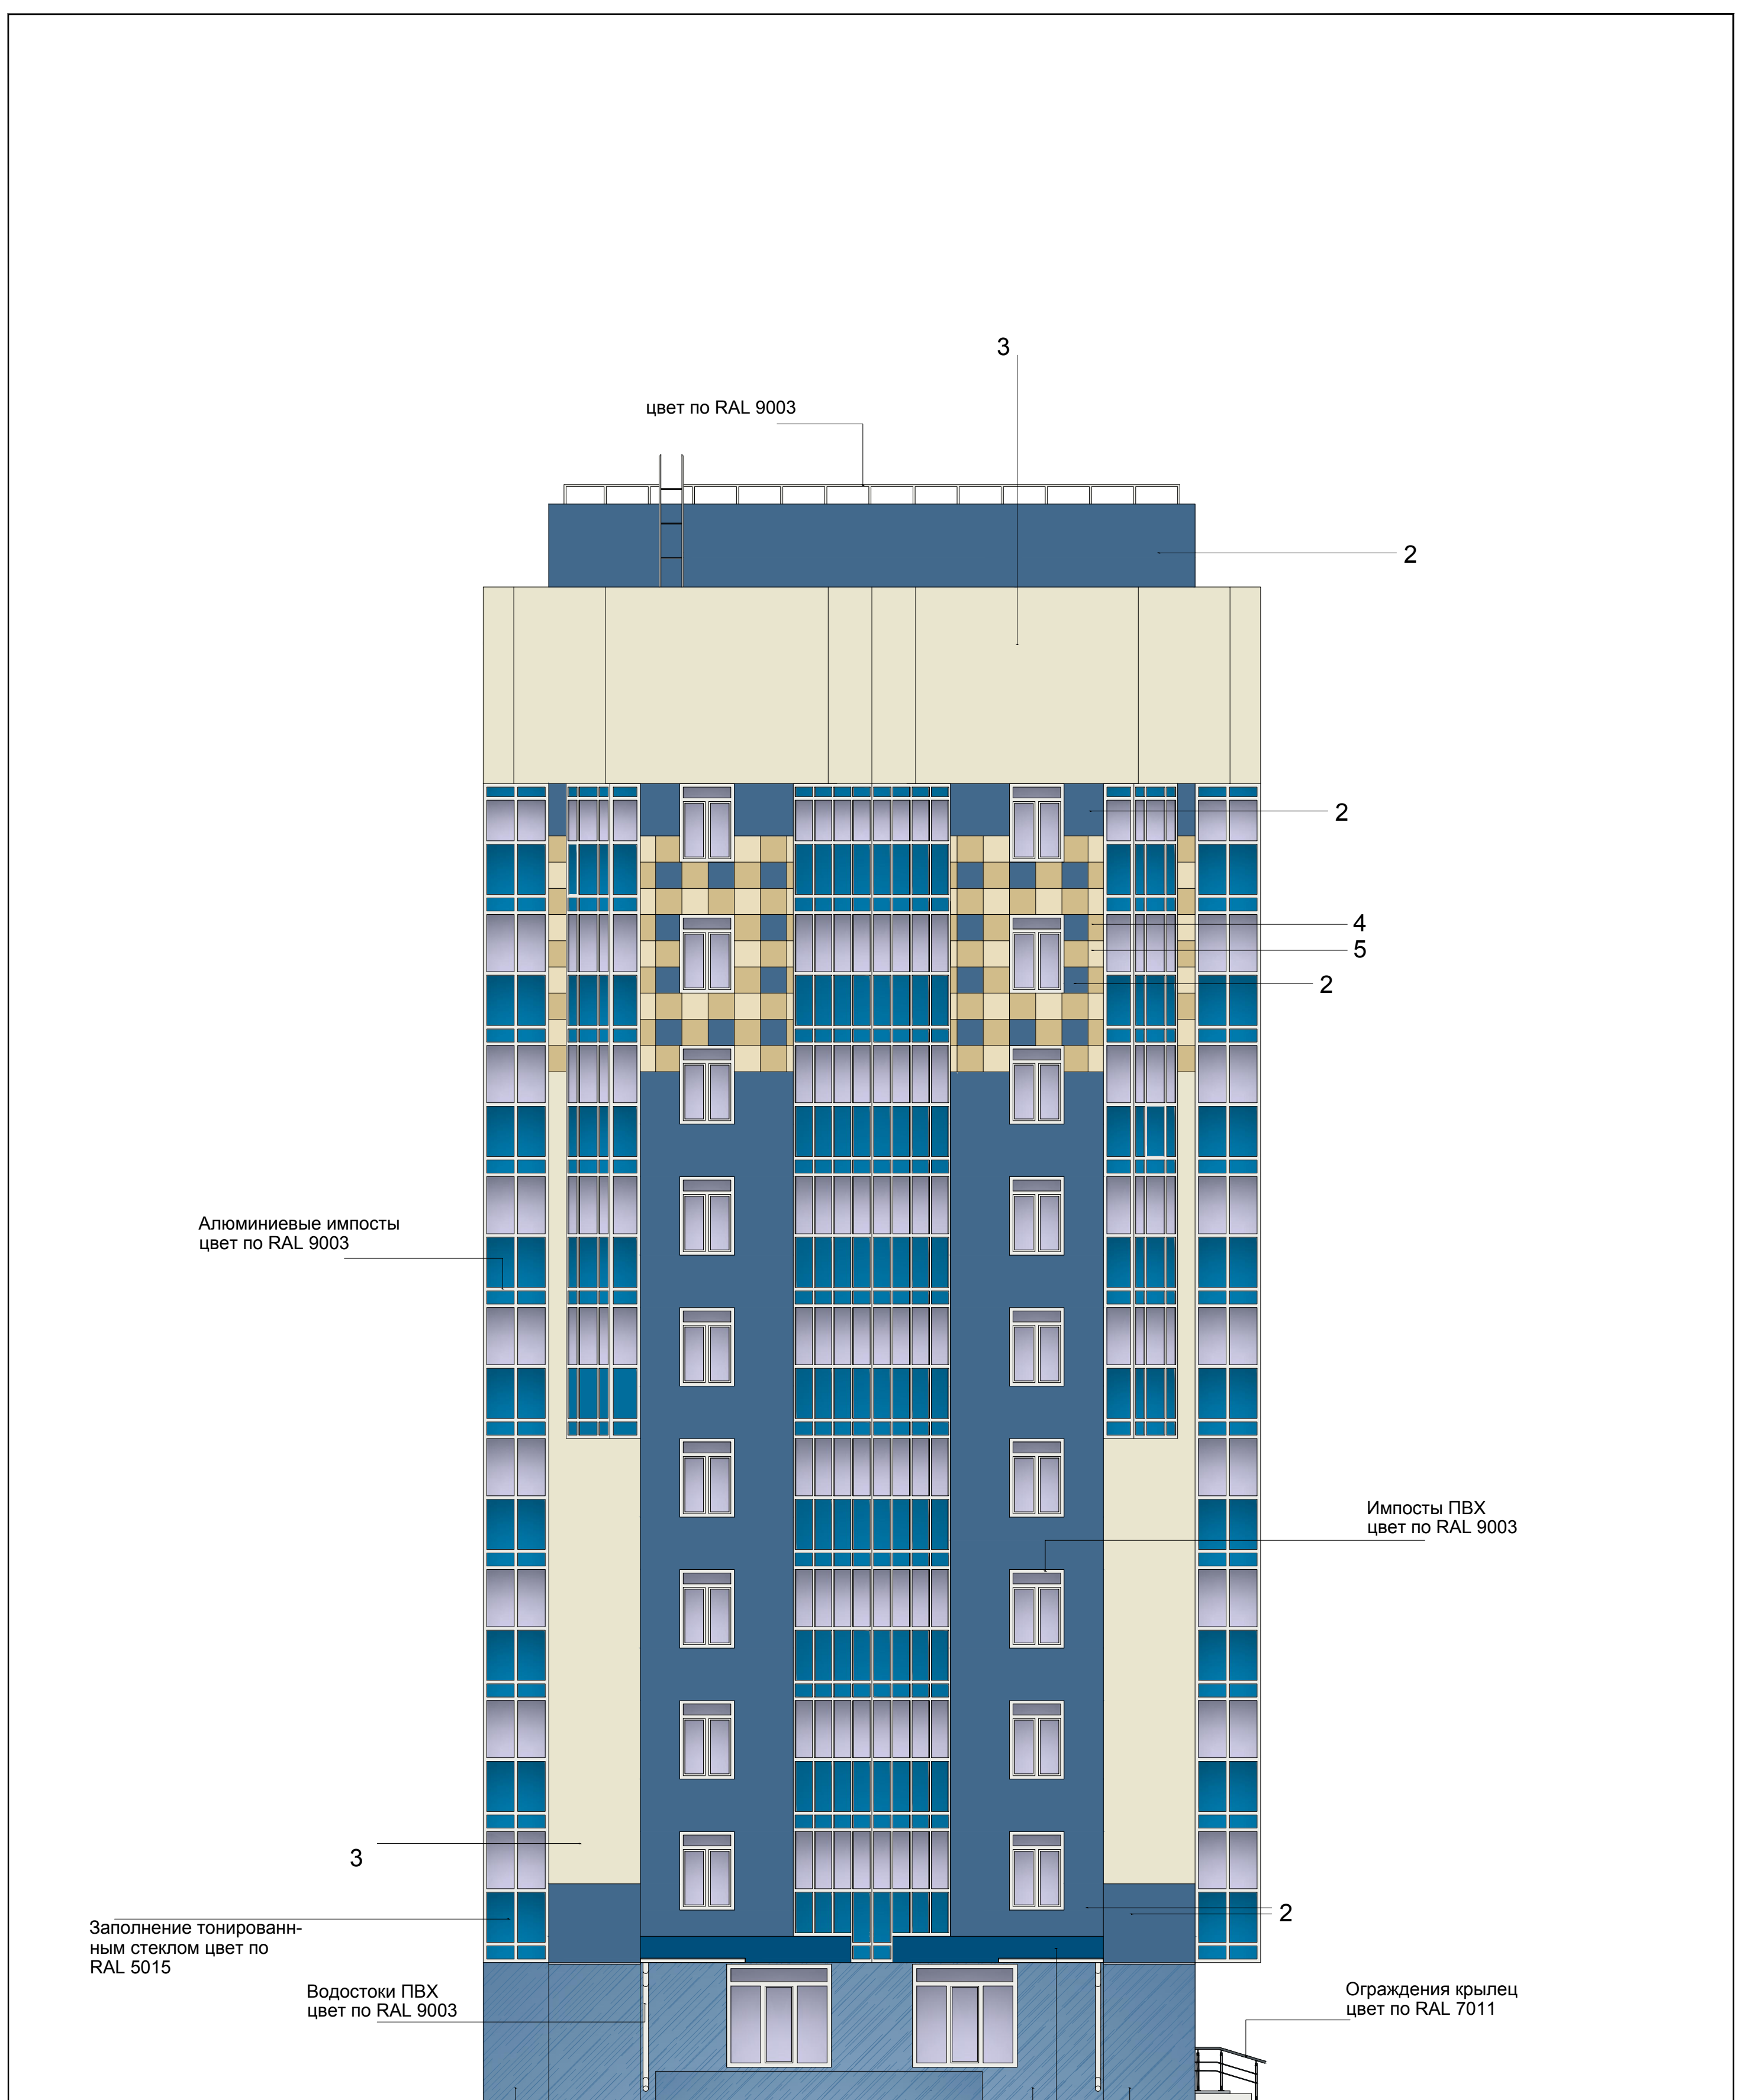 3
цвет по RAL 9003
2
2
4
5
2
Алюминиевые импосты
цвет по RAL 9003
Импосты ПВХ
цвет по RAL 9003
3
2
Заполнение тонированн-
ным стеклом цвет по
RAL 5015
Водостоки ПВХ
цвет по RAL 9003
Ограждения крылец
цвет по RAL 7011